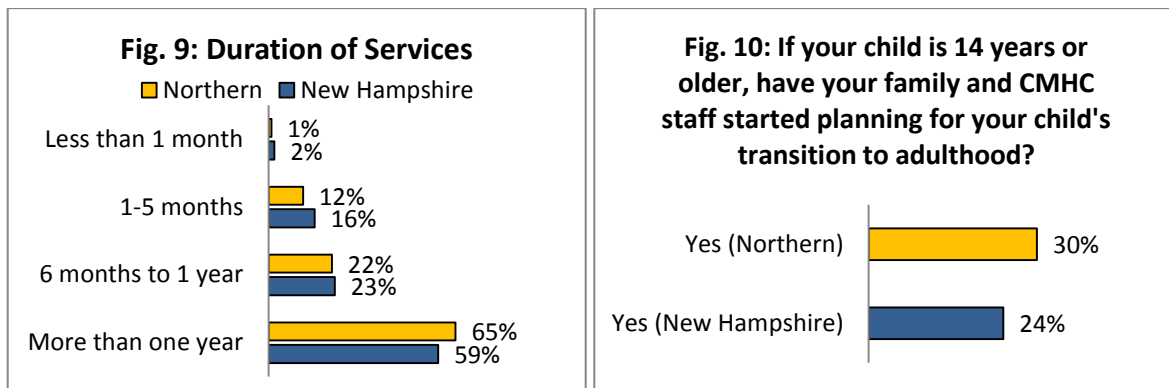 Fig. 9: Duration of Services
Northern New Hampshire
Less than 1 month
1%
2%
1-5 months
12%
16%
6 months to 1 year
22%
23%
More than one year
65%
59%
Fig. 10: If your child is 14 years or
older, have your family and CMHC
staff started planning for your child's
transition to adulthood?
Yes (Northern)
30%
Yes (New Hampshire)
24%